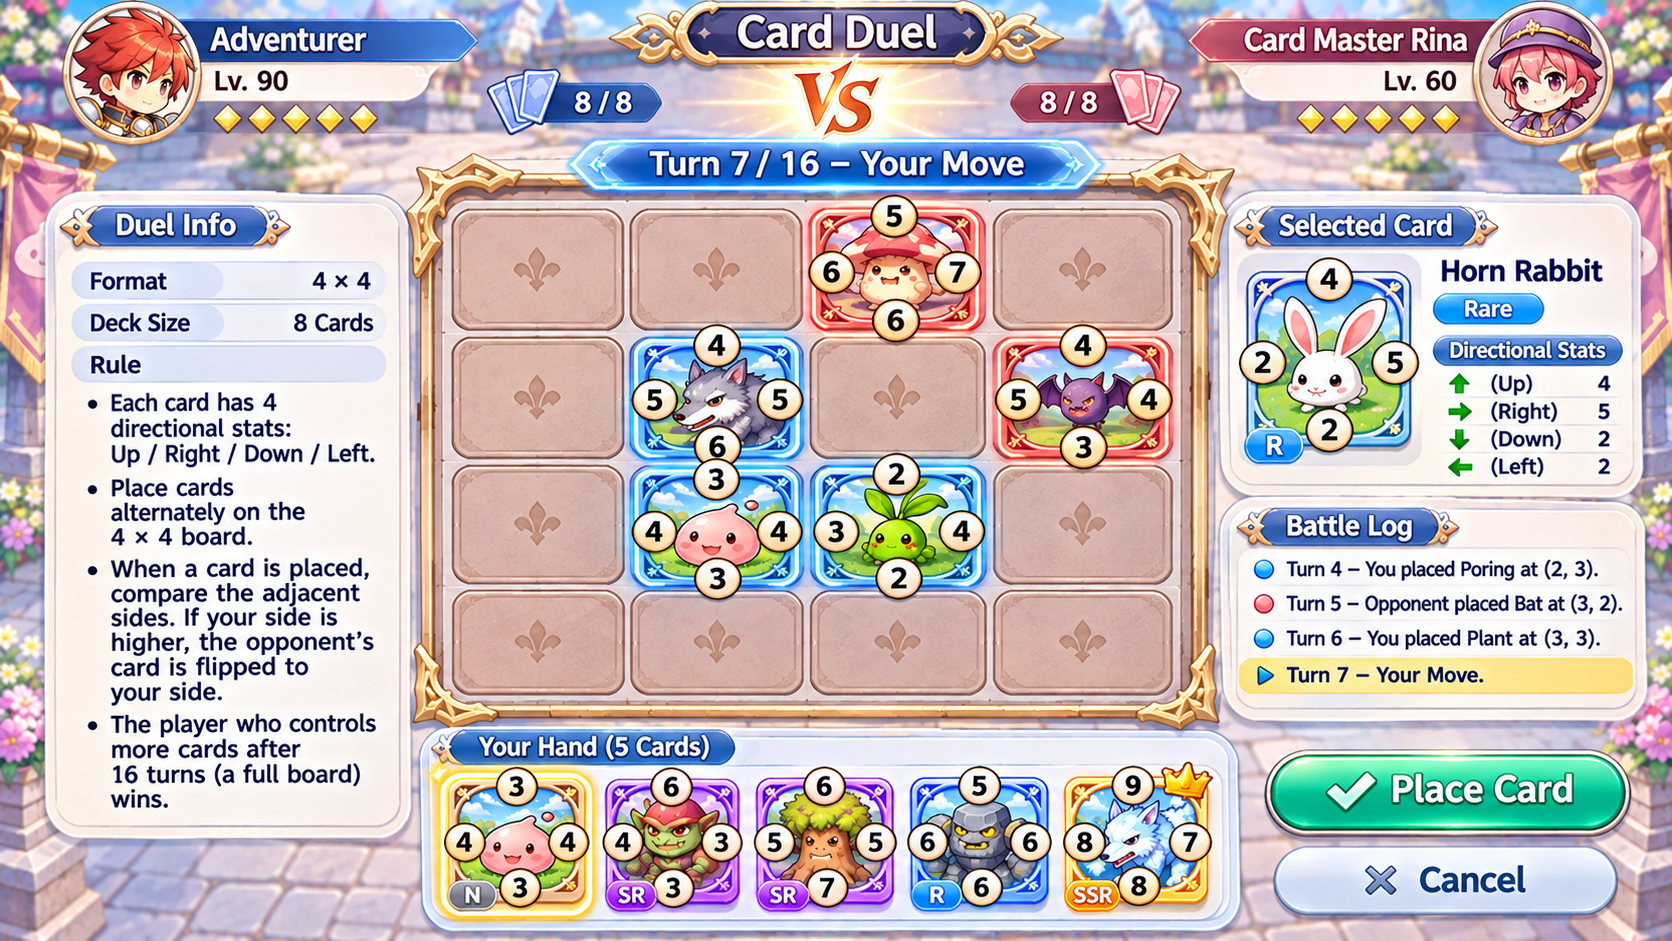 Adventurer
Lv. 90
Card Duel
VS
8 / 8
8 / 8
Card Master Rina
Lv. 60
Turn 7 / 16 – Your Move
Duel Info
Format 4 × 4
Deck Size 8 Cards
Rule
• Each card has 4
directional stats:
Up / Right / Down / Left.
• Place cards
alternately on the
4 × 4 board.
• When a card is placed,
compare the adjacent
sides. If your side is
higher, the opponent's
card is flipped to
your side.
• The player who controls
more cards after
16 turns (a full board)
wins.
5
6 7
6
4
5 5
6
4
5 4
3
3
4 4
3
2
3 4
2
Selected Card
4
2 5
2
R
Horn Rabbit
Rare
Directional Stats
(Up) 4
(Right) 5
(Down) 2
(Left) 2
Battle Log
Turn 4 – You placed Poring at (2, 3).
Turn 5 – Opponent placed Bat at (3, 2).
Turn 6 – You placed Plant at (3, 3).
Turn 7 – Your Move.
Your Hand (5 Cards)
3
4 4
N 3
6
4 3
SR 3
6
5 5
SR 7
5
6 6
R 6
9
8 7
SSR 8
Place Card
Cancel